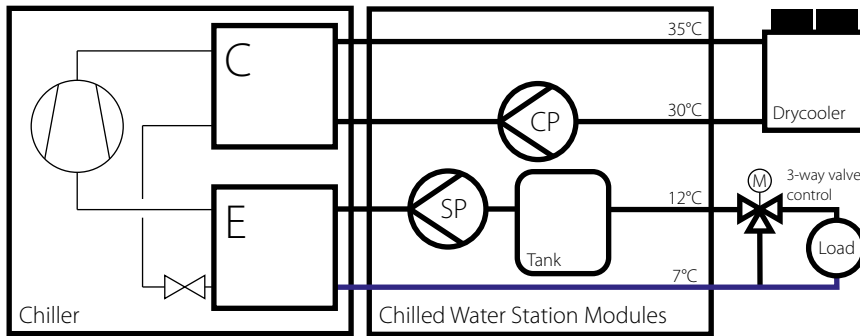 35°C
C
30°C
CP
Drycooler
M
3-way valve
control
12°C
SP
E
Load
Tank
7°C
Chiller
Chilled Water Station Modules